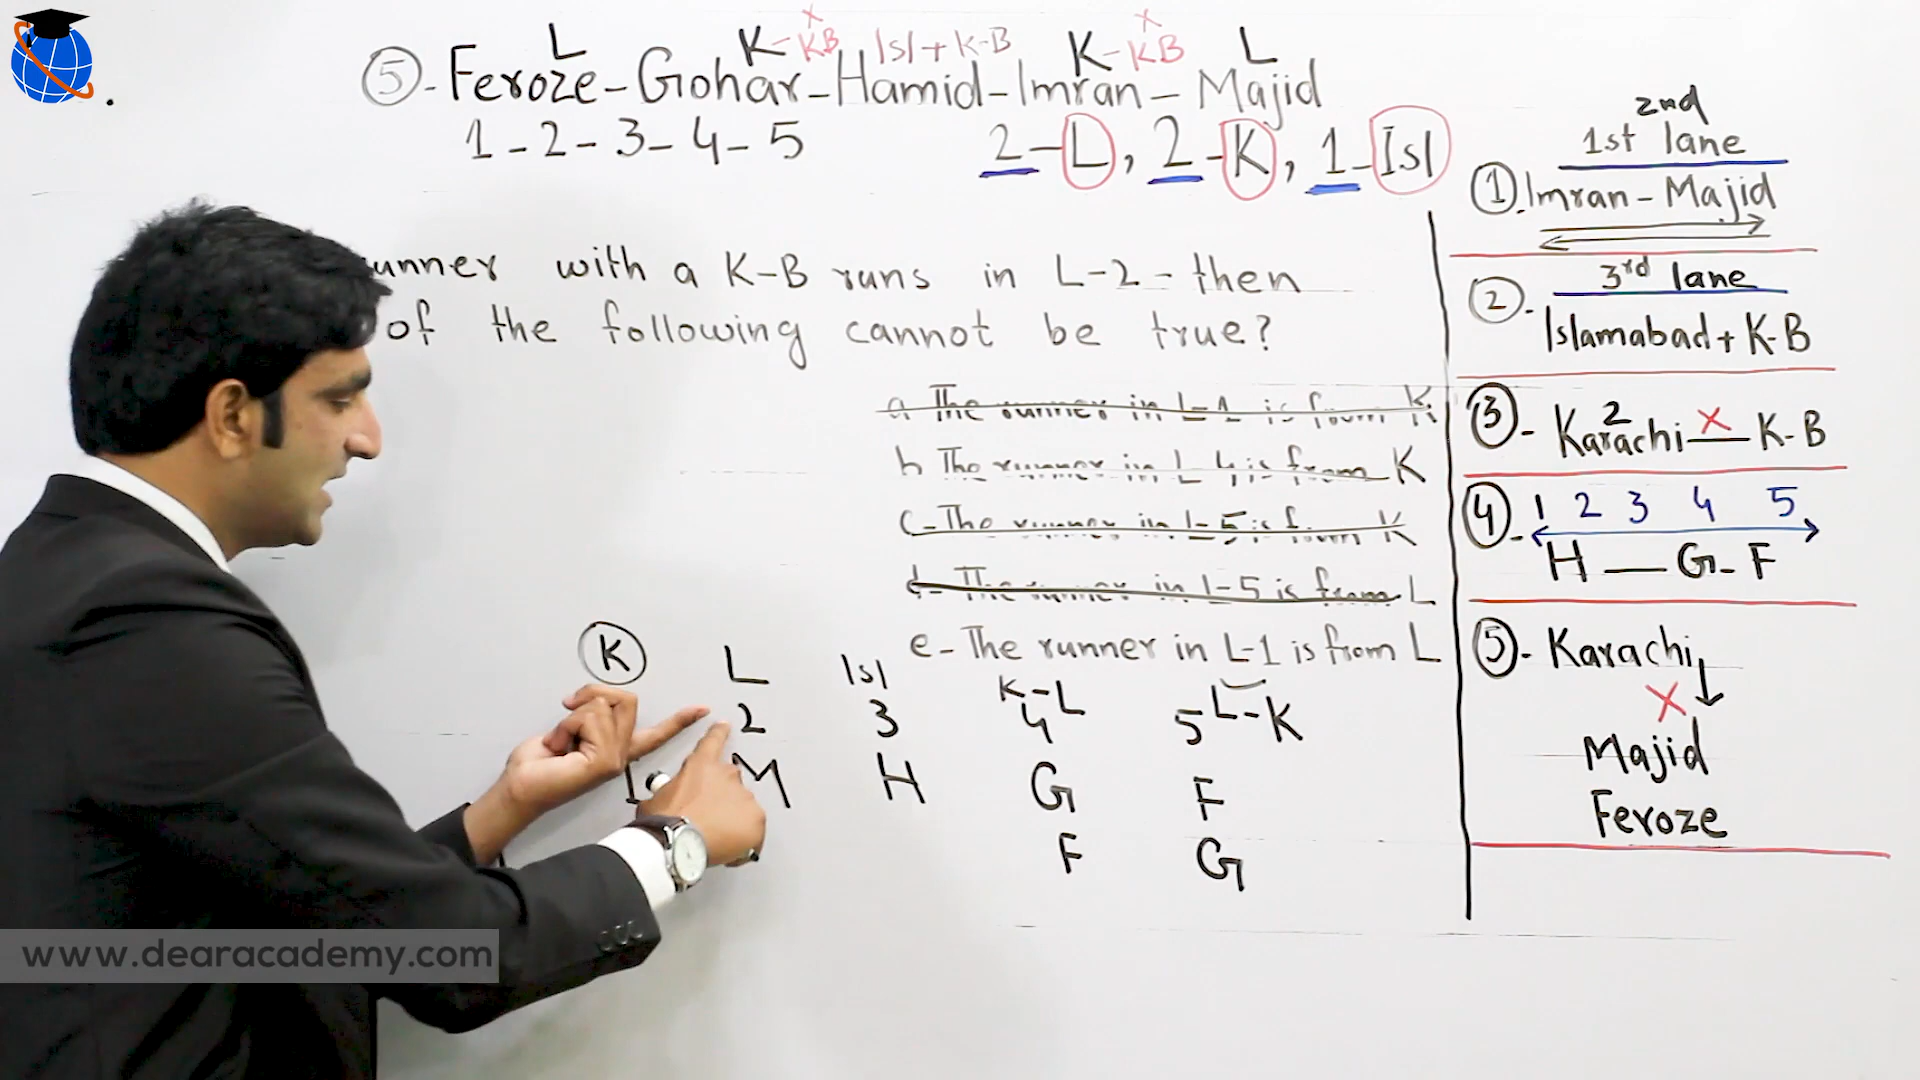 L K - KB Isl + K-B K - KB L
5 - Feroze - Gohar - Hamid - Imran - Majid
1 - 2 - 3 - 4 - 5 2 - L, 2 - K, 1 - Isl
unner with a K-B runs in L-2 - then
of the following cannot be true?
a The runner in L-1 is from K
b The runner in L-4 is from K
c - The runner in L-5 is from K
d - The runner in L-5 is from L
e - The runner in L-1 is from L
K L Isl K-L L-K
2 3 4 5
M H G F
F G
2nd
1st lane
1. Imran - Majid
3rd lane
2 - Islamabad + K-B
2
3 - Karachi X K-B
4 - 1 2 3 4 5
H — G - F
5 - Karachi
X
Majid
Feroze
www.dearacademy.com